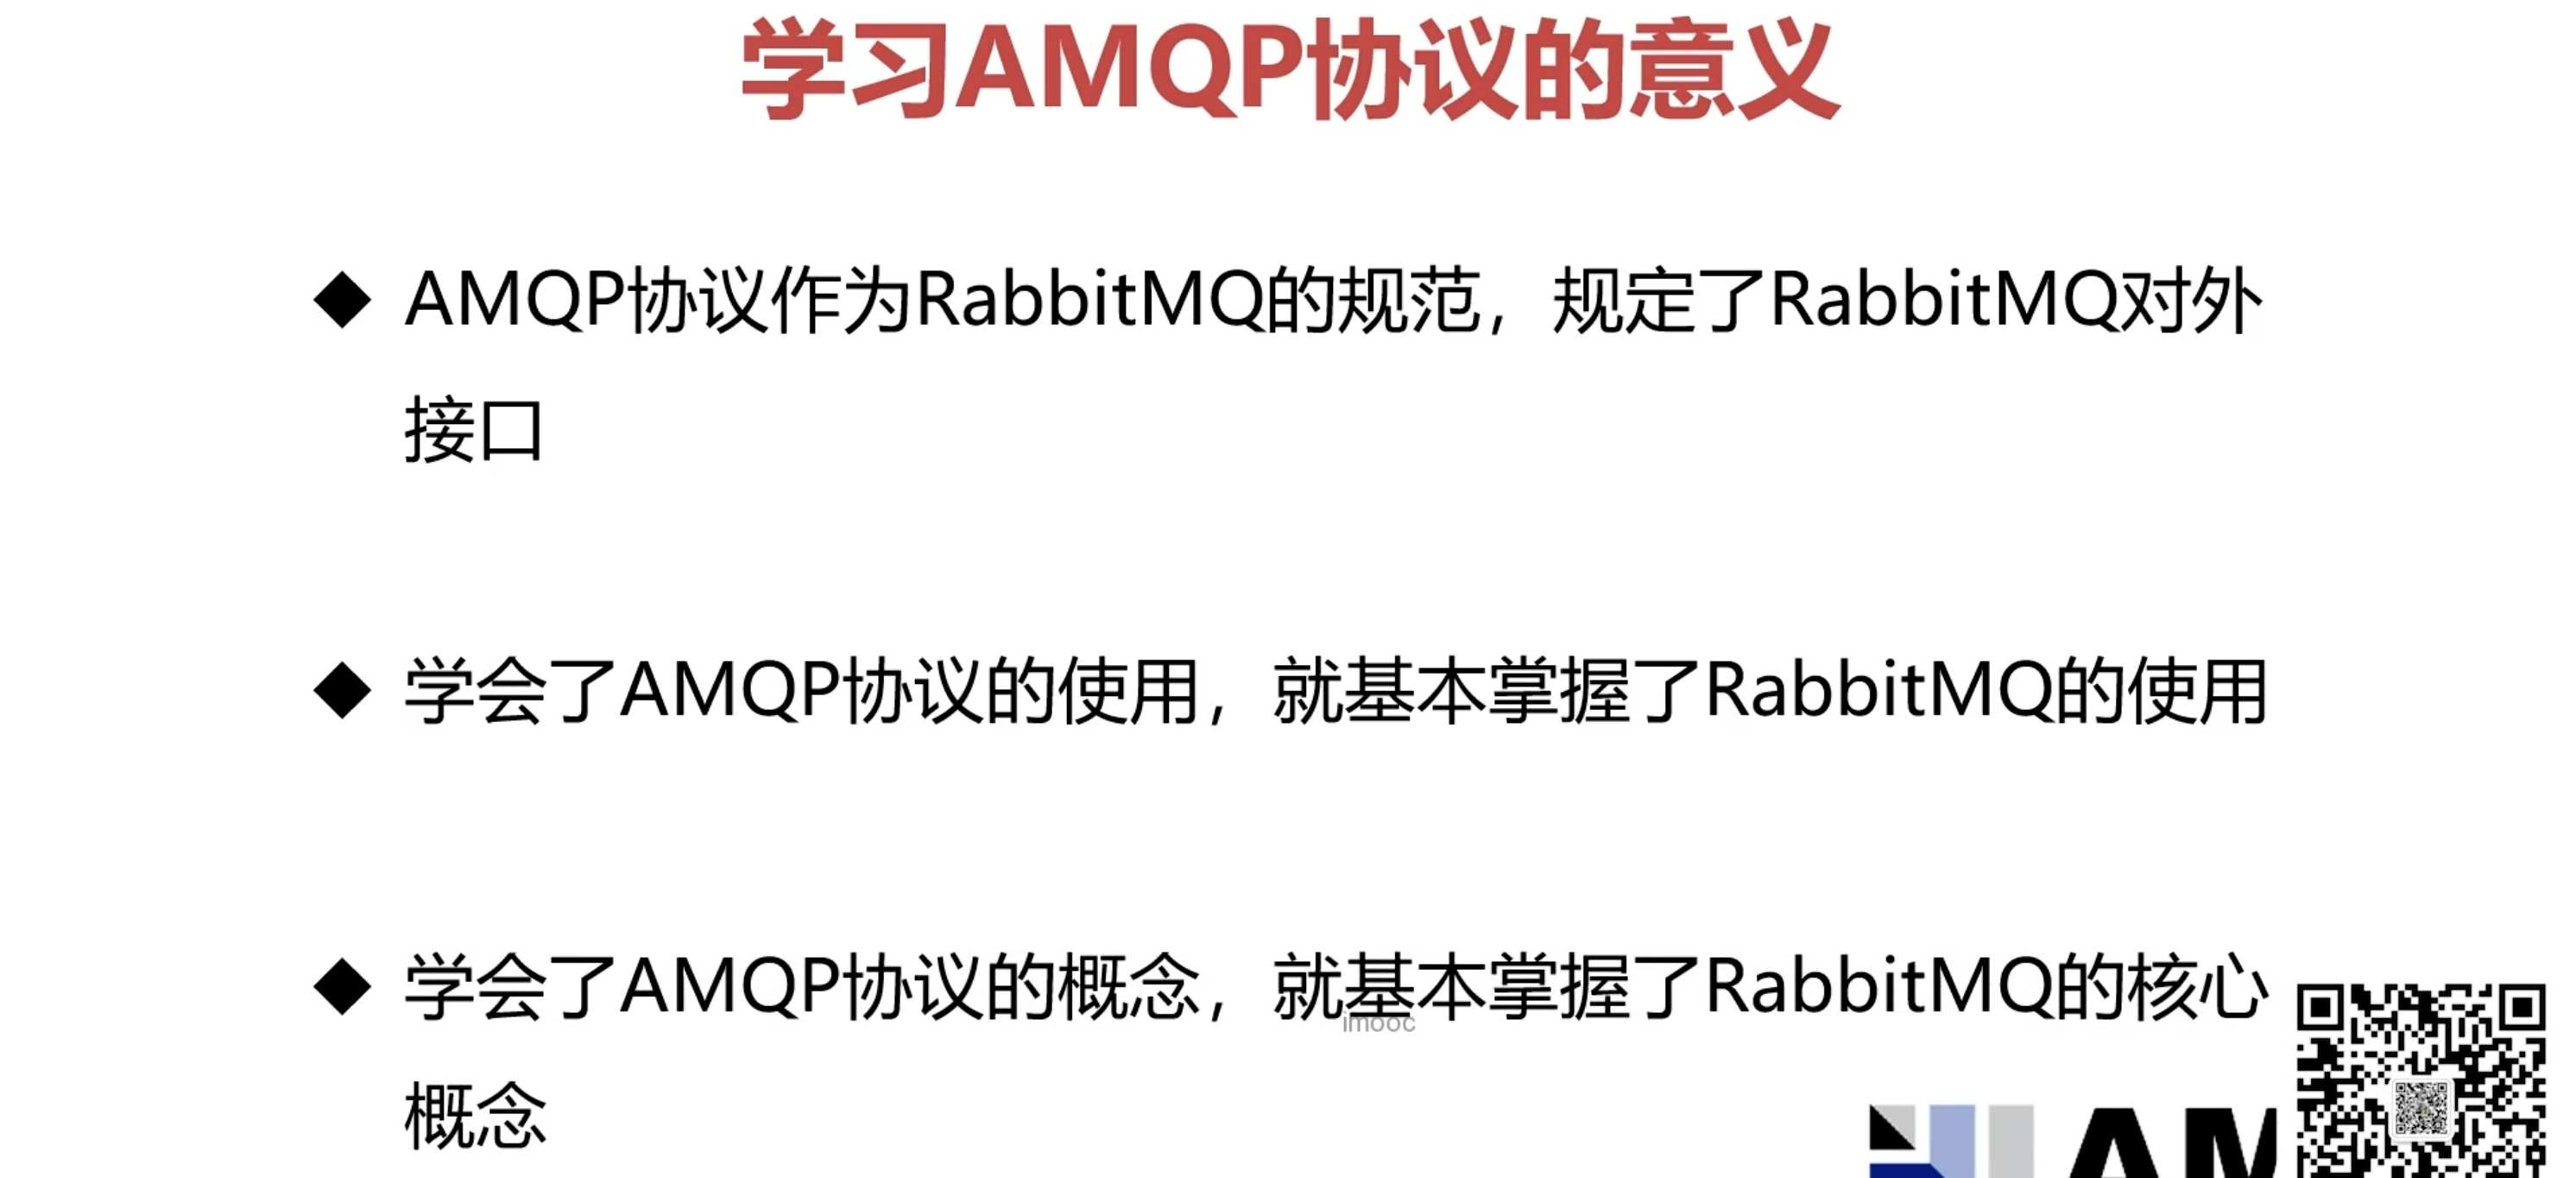 学习AMQP协议的意义
◆ AMQP协议作为RabbitMQ的规范，规定了RabbitMQ对外
接口
◆ 学会了AMQP协议的使用，就基本掌握了RabbitMQ的使用
◆ 学会了AMQP协议的概念，就基本掌握了RabbitMQ的核心
imooc
概念
AM